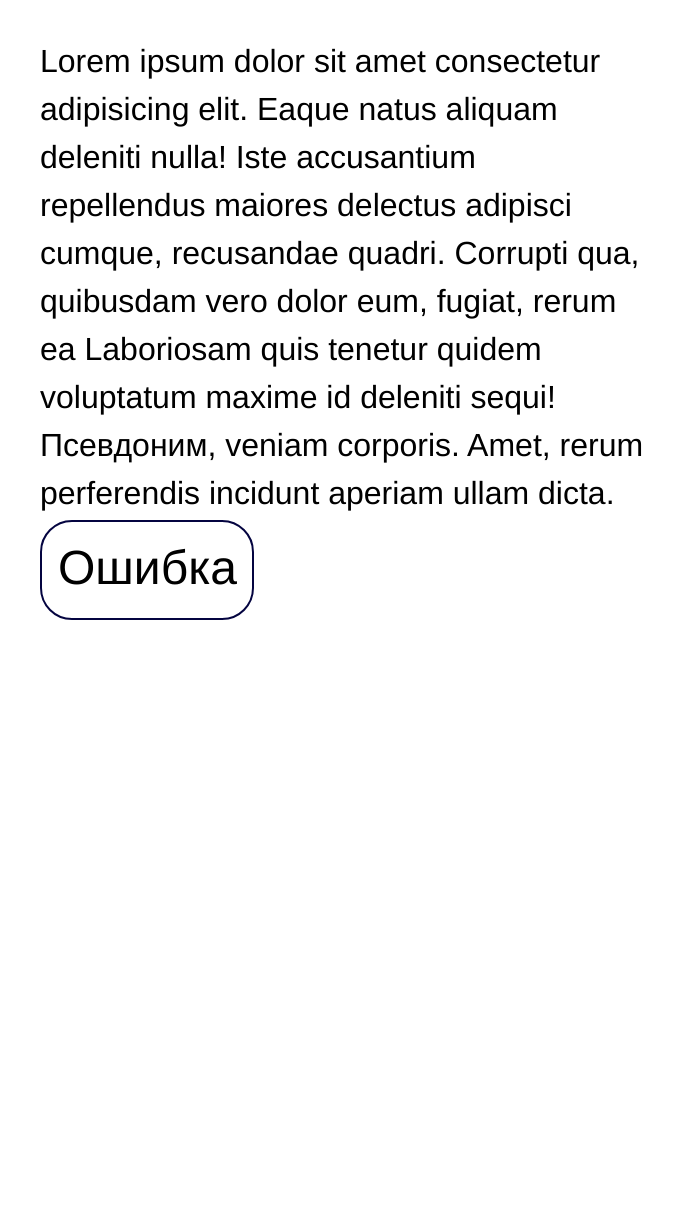 Lorem ipsum dolor sit amet consectetur
adipisicing elit. Eaque natus aliquam
deleniti nulla! Iste accusantium
repellendus maiores delectus adipisci
cumque, recusandae quadri. Corrupti qua,
quibusdam vero dolor eum, fugiat, rerum
ea Laboriosam quis tenetur quidem
voluptatum maxime id deleniti sequi!
Псевдоним, veniam corporis. Amet, rerum
perferendis incidunt aperiam ullam dicta.
Ошибка